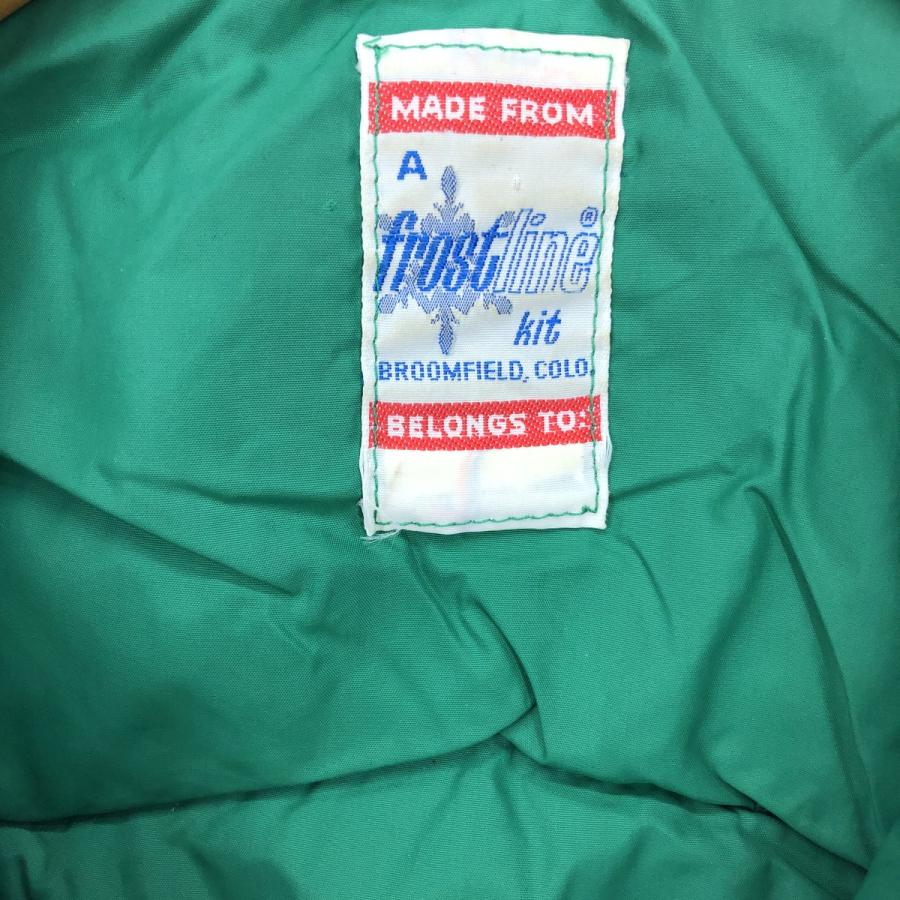 MADE FROM
A
frostline®
kit
BROOMFIELD, COLO
BELONGS TO: